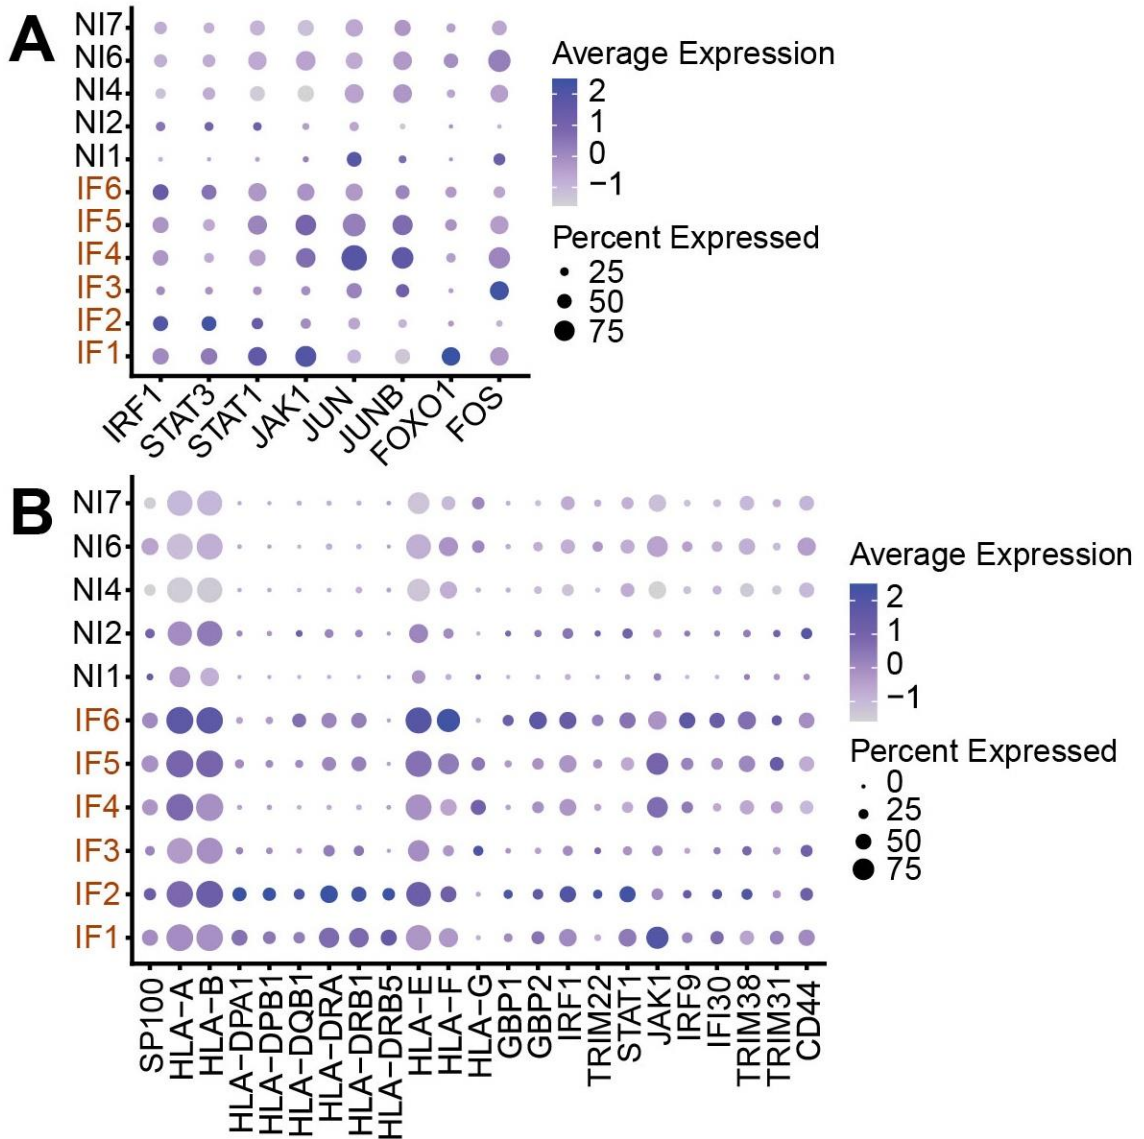 A
NI7
NI6
NI4
NI2
NI1
IF6
IF5
IF4
IF3
IF2
IF1
IRF1
STAT3
STAT1
JAK1
JUN
JUNB
FOXO1
FOS
Average Expression
2
1
0
−1
Percent Expressed
25
50
75
B
NI7
NI6
NI4
NI2
NI1
IF6
IF5
IF4
IF3
IF2
IF1
SP100
HLA−A
HLA−B
HLA−DPA1
HLA−DPB1
HLA−DQB1
HLA−DRA
HLA−DRB1
HLA−DRB5
HLA−E
HLA−F
HLA−G
GBP1
GBP2
IRF1
TRIM22
STAT1
JAK1
IRF9
IFI30
TRIM38
TRIM31
CD44
Average Expression
2
1
0
−1
Percent Expressed
0
25
50
75